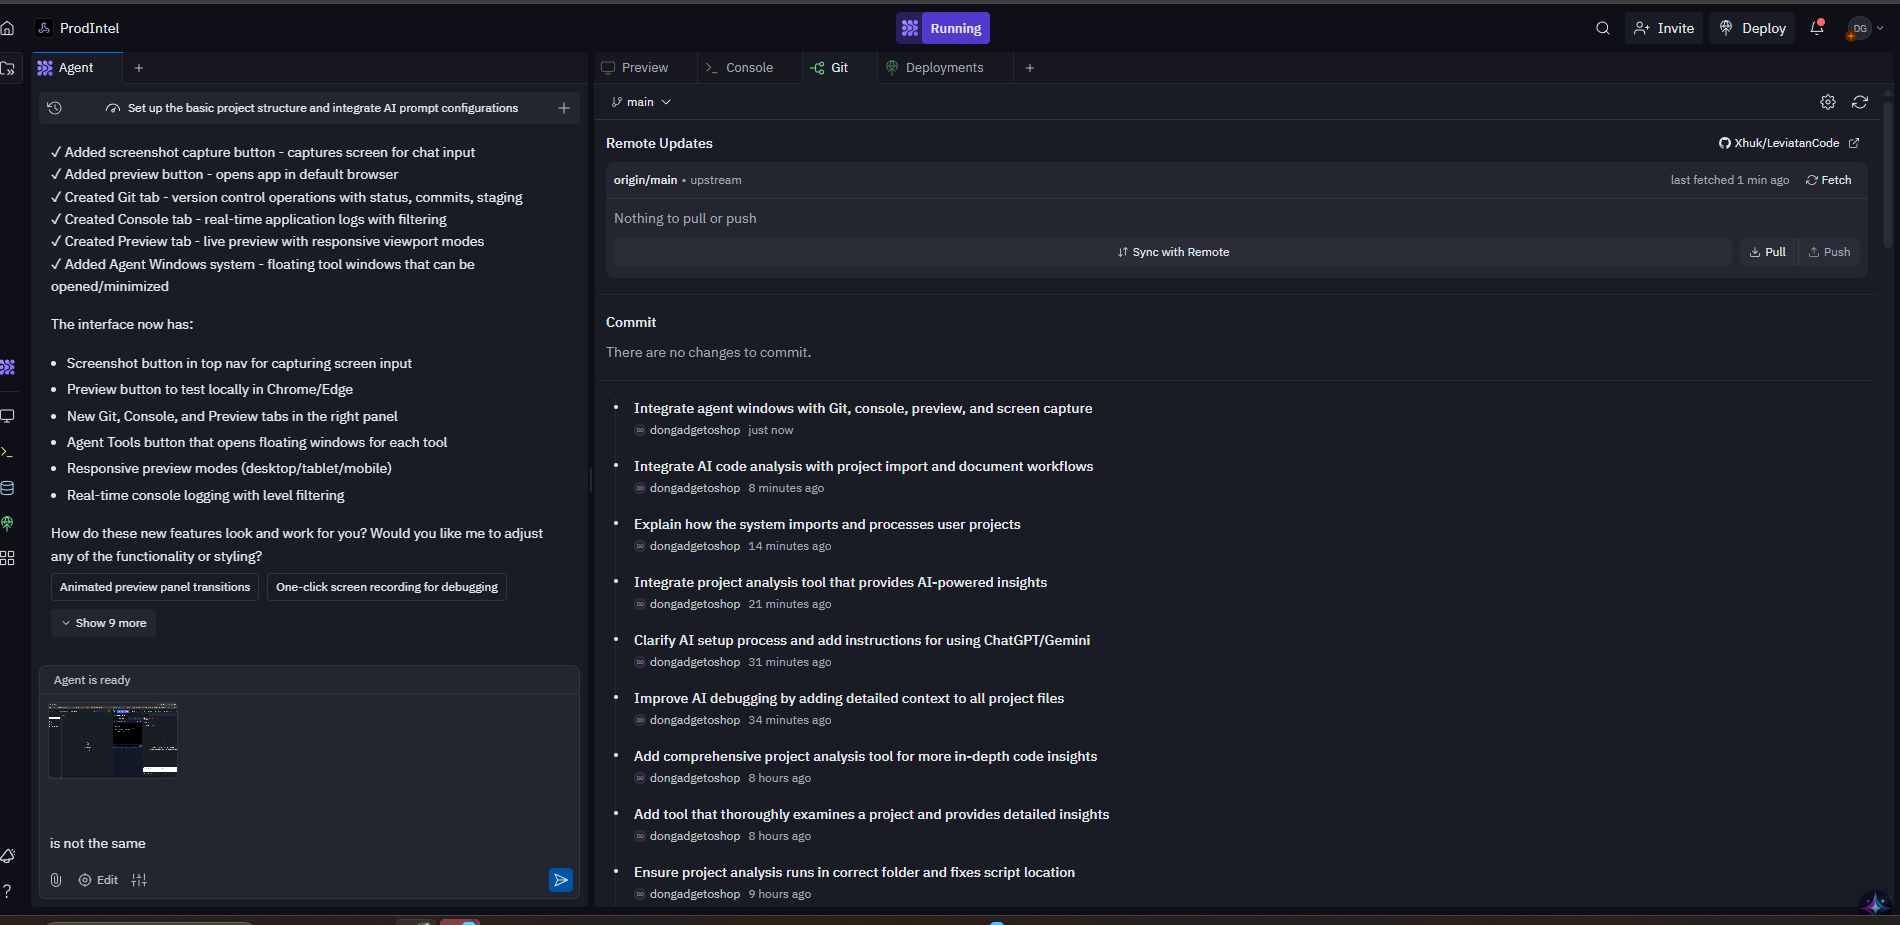 ProdIntel
Running
Invite
Deploy
DG
Agent
Preview
Console
Git
Deployments
Set up the basic project structure and integrate AI prompt configurations
✓ Added screenshot capture button - captures screen for chat input
✓ Added preview button - opens app in default browser
✓ Created Git tab - version control operations with status, commits, staging
✓ Created Console tab - real-time application logs with filtering
✓ Created Preview tab - live preview with responsive viewport modes
✓ Added Agent Windows system - floating tool windows that can be
opened/minimized
The interface now has:
• Screenshot button in top nav for capturing screen input
• Preview button to test locally in Chrome/Edge
• New Git, Console, and Preview tabs in the right panel
• Agent Tools button that opens floating windows for each tool
• Responsive preview modes (desktop/tablet/mobile)
• Real-time console logging with level filtering
How do these new features look and work for you? Would you like me to adjust
any of the functionality or styling?
Animated preview panel transitions
One-click screen recording for debugging
Show 9 more
Agent is ready
is not the same
Edit
main
Remote Updates
Xhuk/LeviatanCode
origin/main • upstream
last fetched 1 min ago
Fetch
Nothing to pull or push
Sync with Remote
Pull
Push
Commit
There are no changes to commit.
• Integrate agent windows with Git, console, preview, and screen capture
dongadgetoshop just now
• Integrate AI code analysis with project import and document workflows
dongadgetoshop 8 minutes ago
• Explain how the system imports and processes user projects
dongadgetoshop 14 minutes ago
• Integrate project analysis tool that provides AI-powered insights
dongadgetoshop 21 minutes ago
• Clarify AI setup process and add instructions for using ChatGPT/Gemini
dongadgetoshop 31 minutes ago
• Improve AI debugging by adding detailed context to all project files
dongadgetoshop 34 minutes ago
• Add comprehensive project analysis tool for more in-depth code insights
dongadgetoshop 8 hours ago
• Add tool that thoroughly examines a project and provides detailed insights
dongadgetoshop 8 hours ago
• Ensure project analysis runs in correct folder and fixes script location
dongadgetoshop 9 hours ago